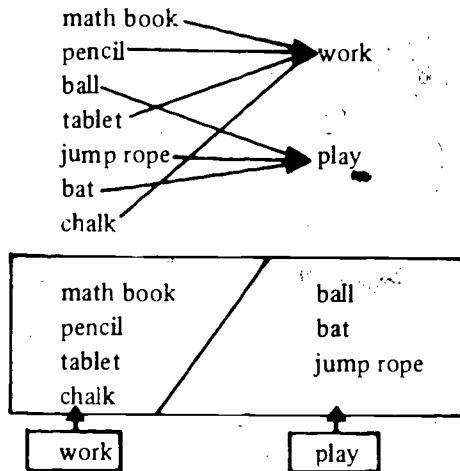 math book
pencil
work
ball
tablet
jump rope
play
bat
chalk
math book
ball
pencil
bat
tablet
jump rope
chalk
work
play